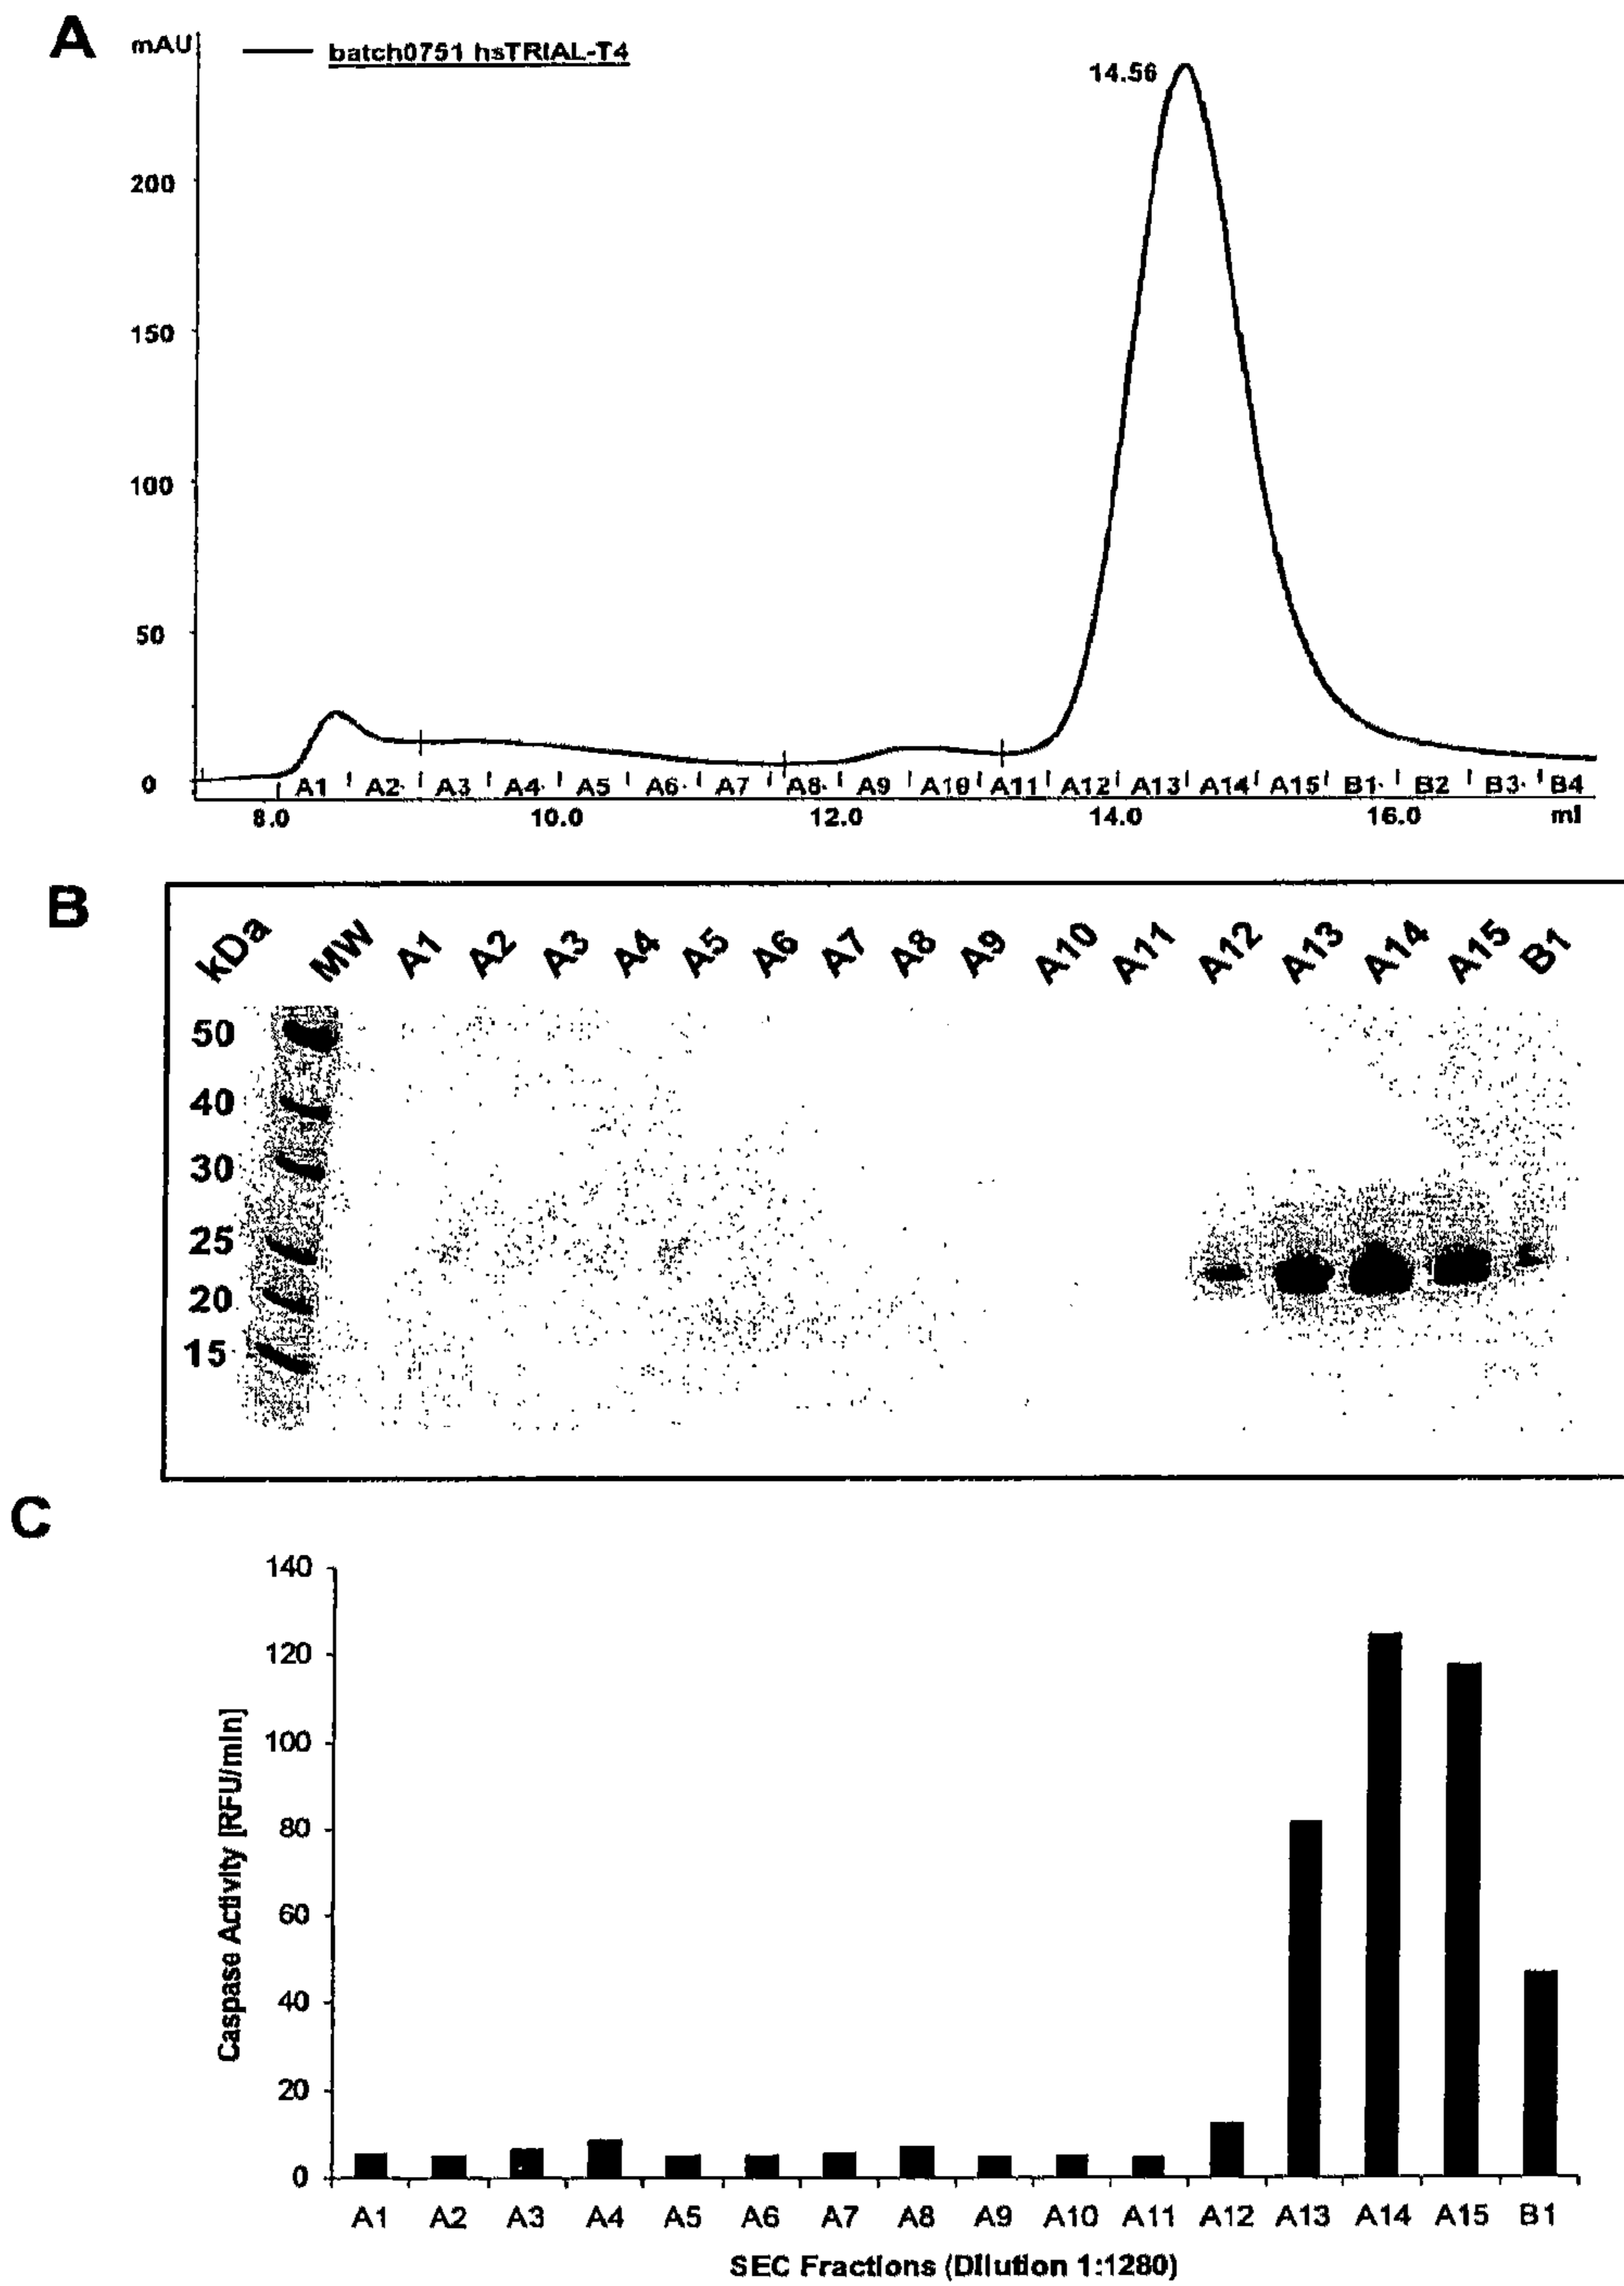 A
mAU
batch0751 hsTRIAL-T4
14.56
200
150
100
50
0
A1 A2 A3 A4 A5 A6 A7 A8 A9 A10 A11 A12 A13 A14 A15 B1 B2 B3 B4
8.0 10.0 12.0 14.0 16.0 ml
B
kDa MW A1 A2 A3 A4 A5 A6 A7 A8 A9 A10 A11 A12 A13 A14 A15 B1
50
40
30
25
20
15
C
140
120
100
80
60
40
20
0
Caspase Activity [RFU/min]
A1 A2 A3 A4 A5 A6 A7 A8 A9 A10 A11 A12 A13 A14 A15 B1
SEC Fractions (Dilution 1:1280)